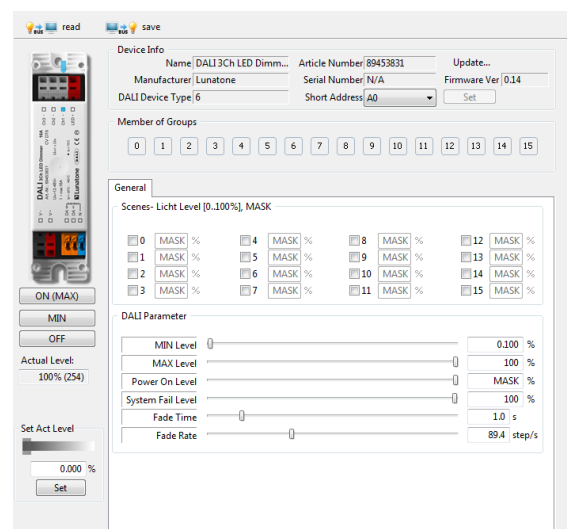 read save
Device Info
Name DALI 3Ch LED Dimm... Article Number 89453831 Update...
Manufacturer Lunatone Serial Number N/A Firmware Ver 0.14
DALI Device Type 6 Short Address A0 Set
Member of Groups
0 1 2 3 4 5 6 7 8 9 10 11 12 13 14 15
General
Scenes- Licht Level [0..100%], MASK
0 MASK % 4 MASK % 8 MASK % 12 MASK %
1 MASK % 5 MASK % 9 MASK % 13 MASK %
2 MASK % 6 MASK % 10 MASK % 14 MASK %
3 MASK % 7 MASK % 11 MASK % 15 MASK %
DALI Parameter
MIN Level 0.100 %
MAX Level 100 %
Power On Level MASK %
System Fail Level 100 %
Fade Time 1.0 s
Fade Rate 89.4 step/s
DALI 3Ch LED Dimmer
Lunatone
ON (MAX)
MIN
OFF
Actual Level:
100% (254)
Set Act Level
0.000 %
Set